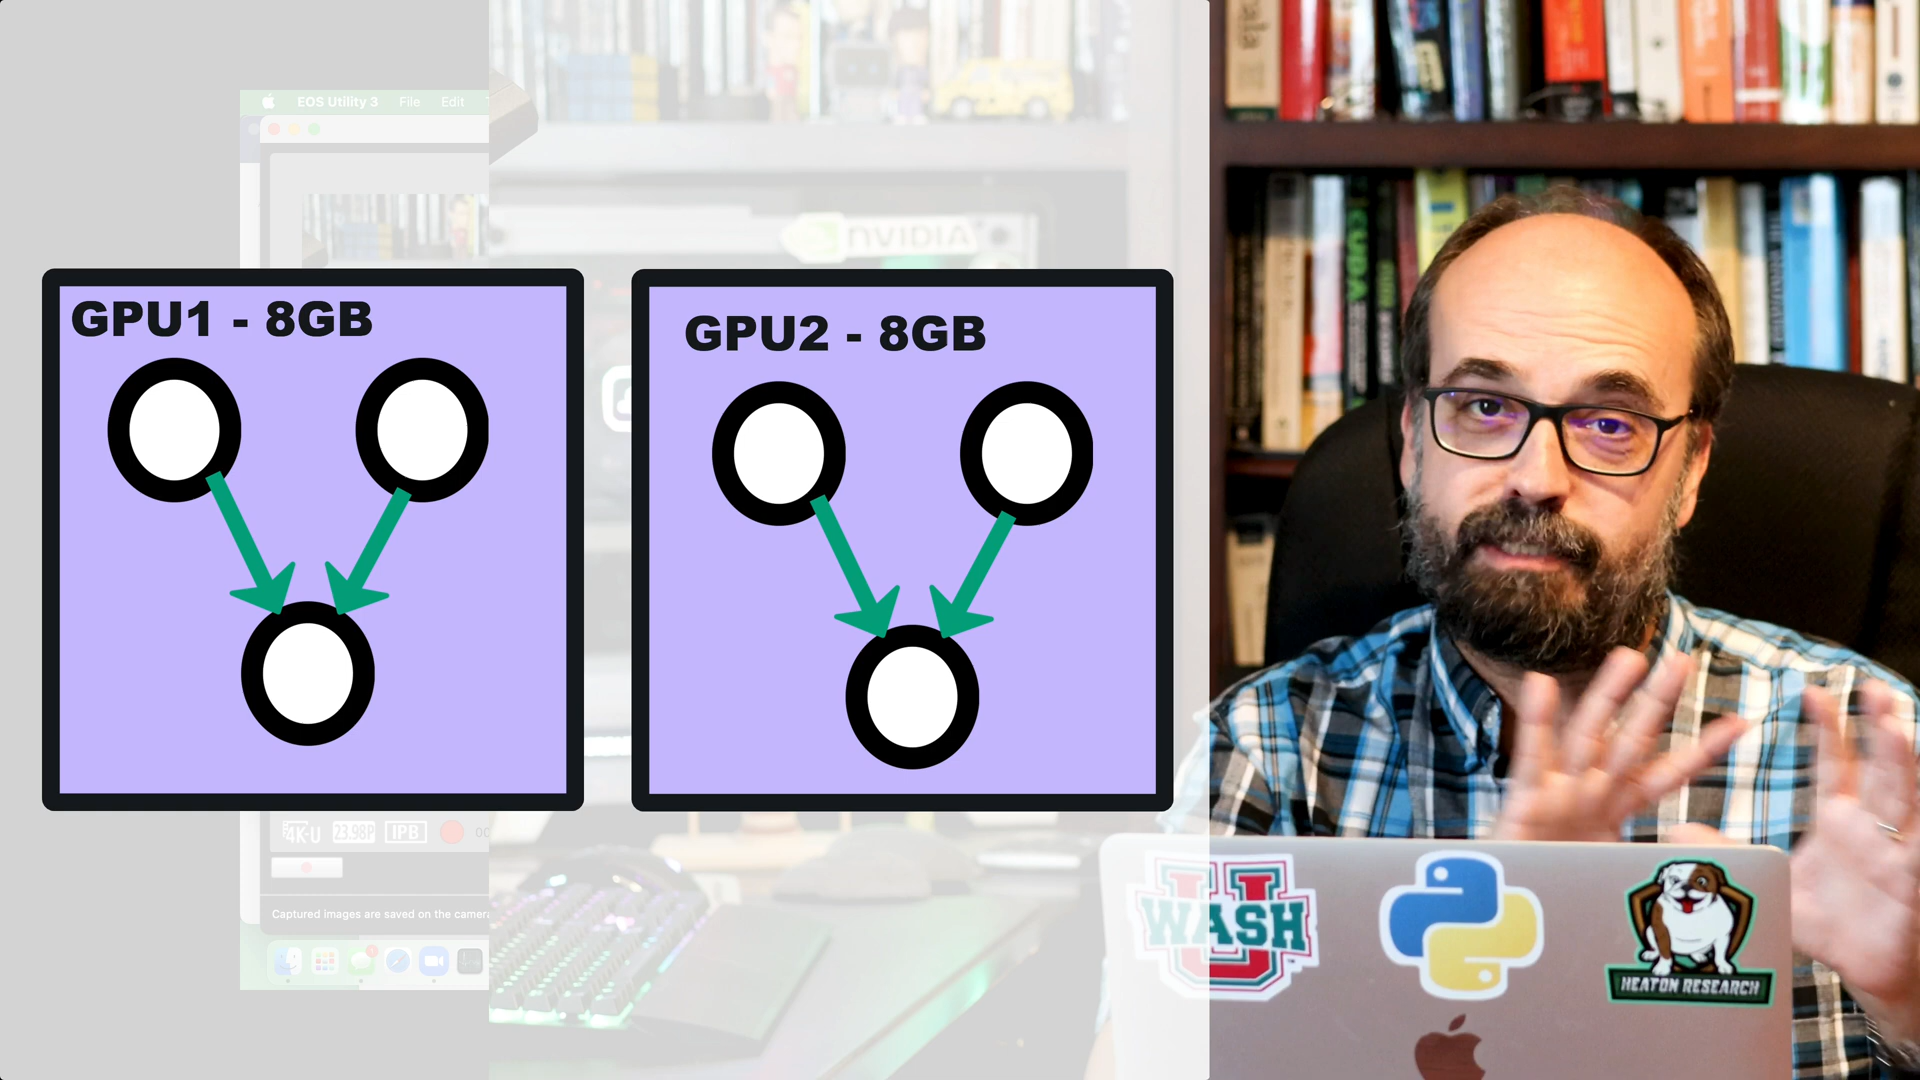 EOS Utility 3 File Edit
NVIDIA
GPU1 - 8GB
GPU2 - 8GB
4K-U 23.98P IPB 00
Captured images are saved on the camera
CUDA
U
WASH
HEATON RESEARCH